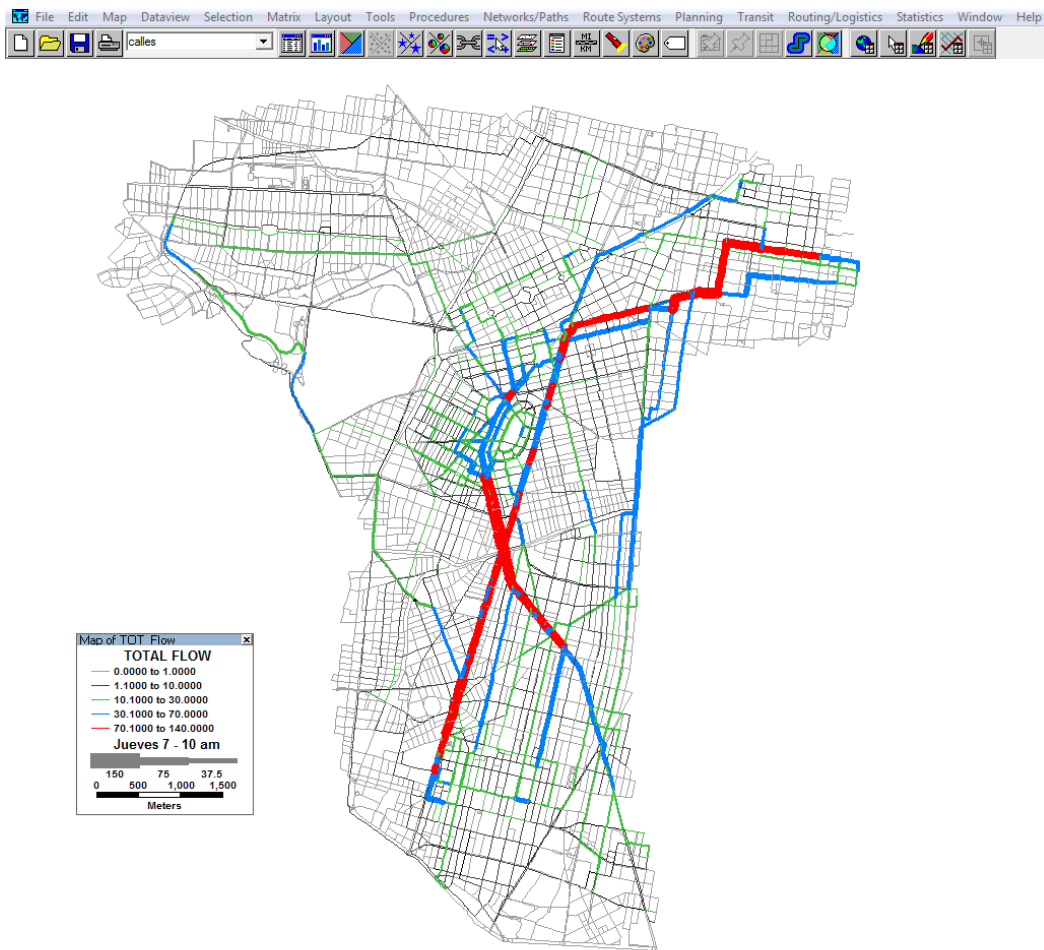 File Edit Map Dataview Selection Matrix Layout Tools Procedures Networks/Paths Route Systems Planning Transit Routing/Logistics Statistics Window Help
calles
MI
KM
Map of TOT_Flow
TOTAL FLOW
0.0000 to 1.0000
1.1000 to 10.0000
10.1000 to 30.0000
30.1000 to 70.0000
70.1000 to 140.0000
Jueves 7 - 10 am
150 75 37.5
0 500 1,000 1,500
Meters